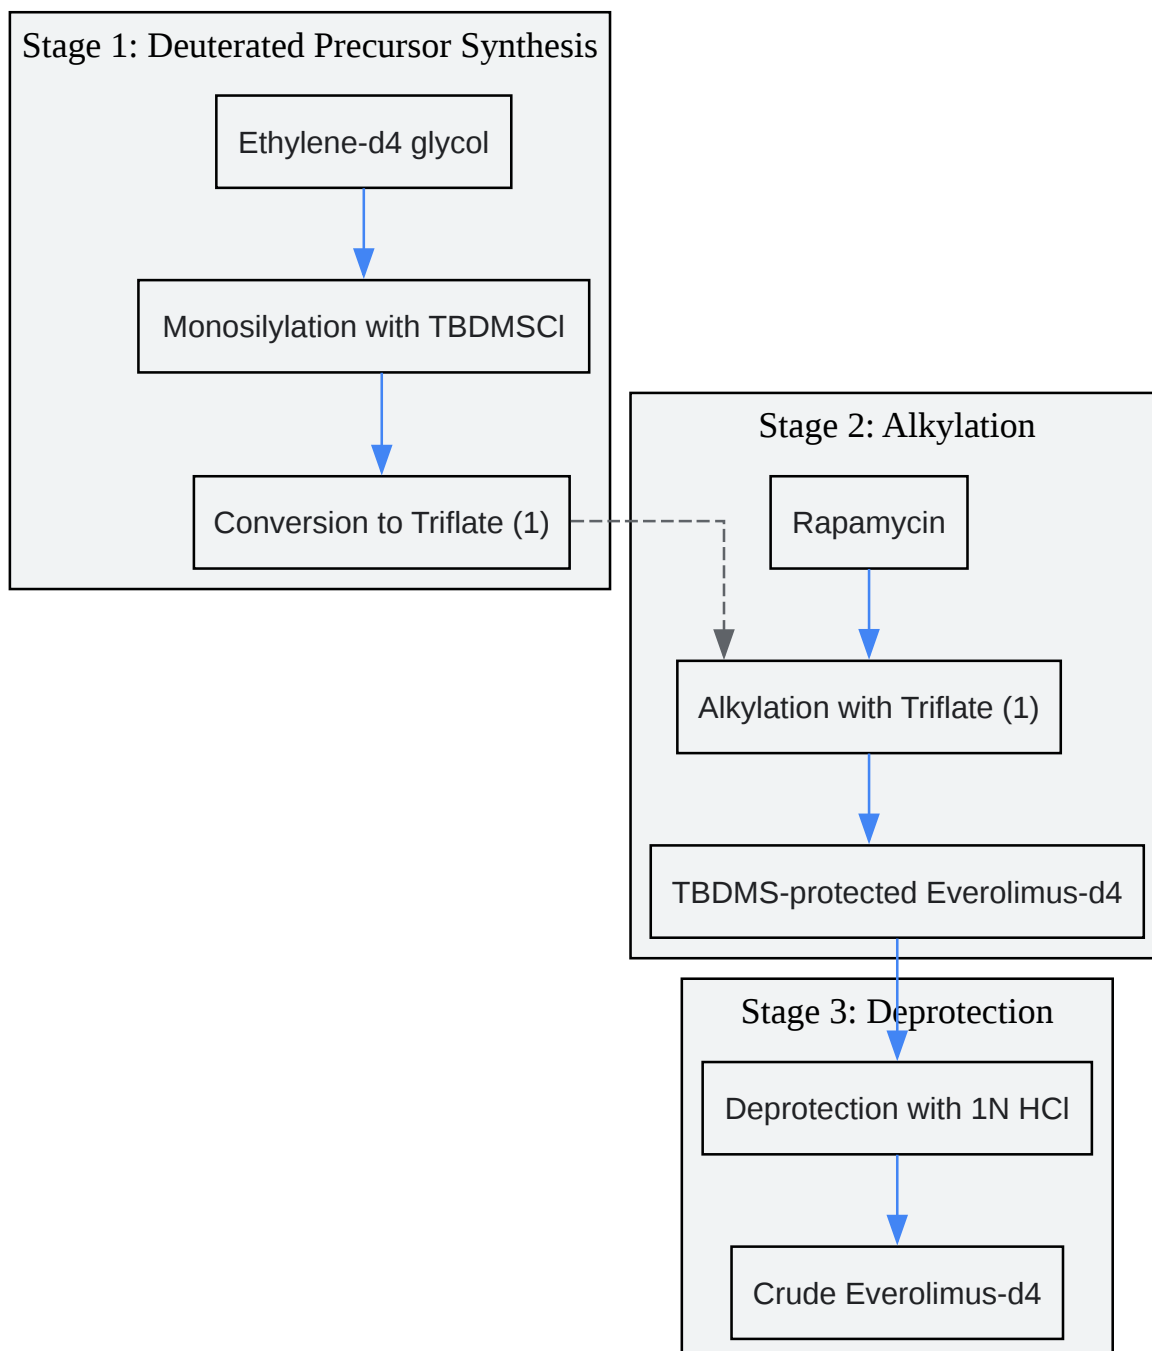 Stage 1: Deuterated Precursor Synthesis
Ethylene-d4 glycol
Monosilylation with TBDMSCl
Conversion to Triflate (1)
Stage 2: Alkylation
Rapamycin
Alkylation with Triflate (1)
TBDMS-protected Everolimus-d4
Stage 3: Deprotection
Deprotection with 1N HCl
Crude Everolimus-d4